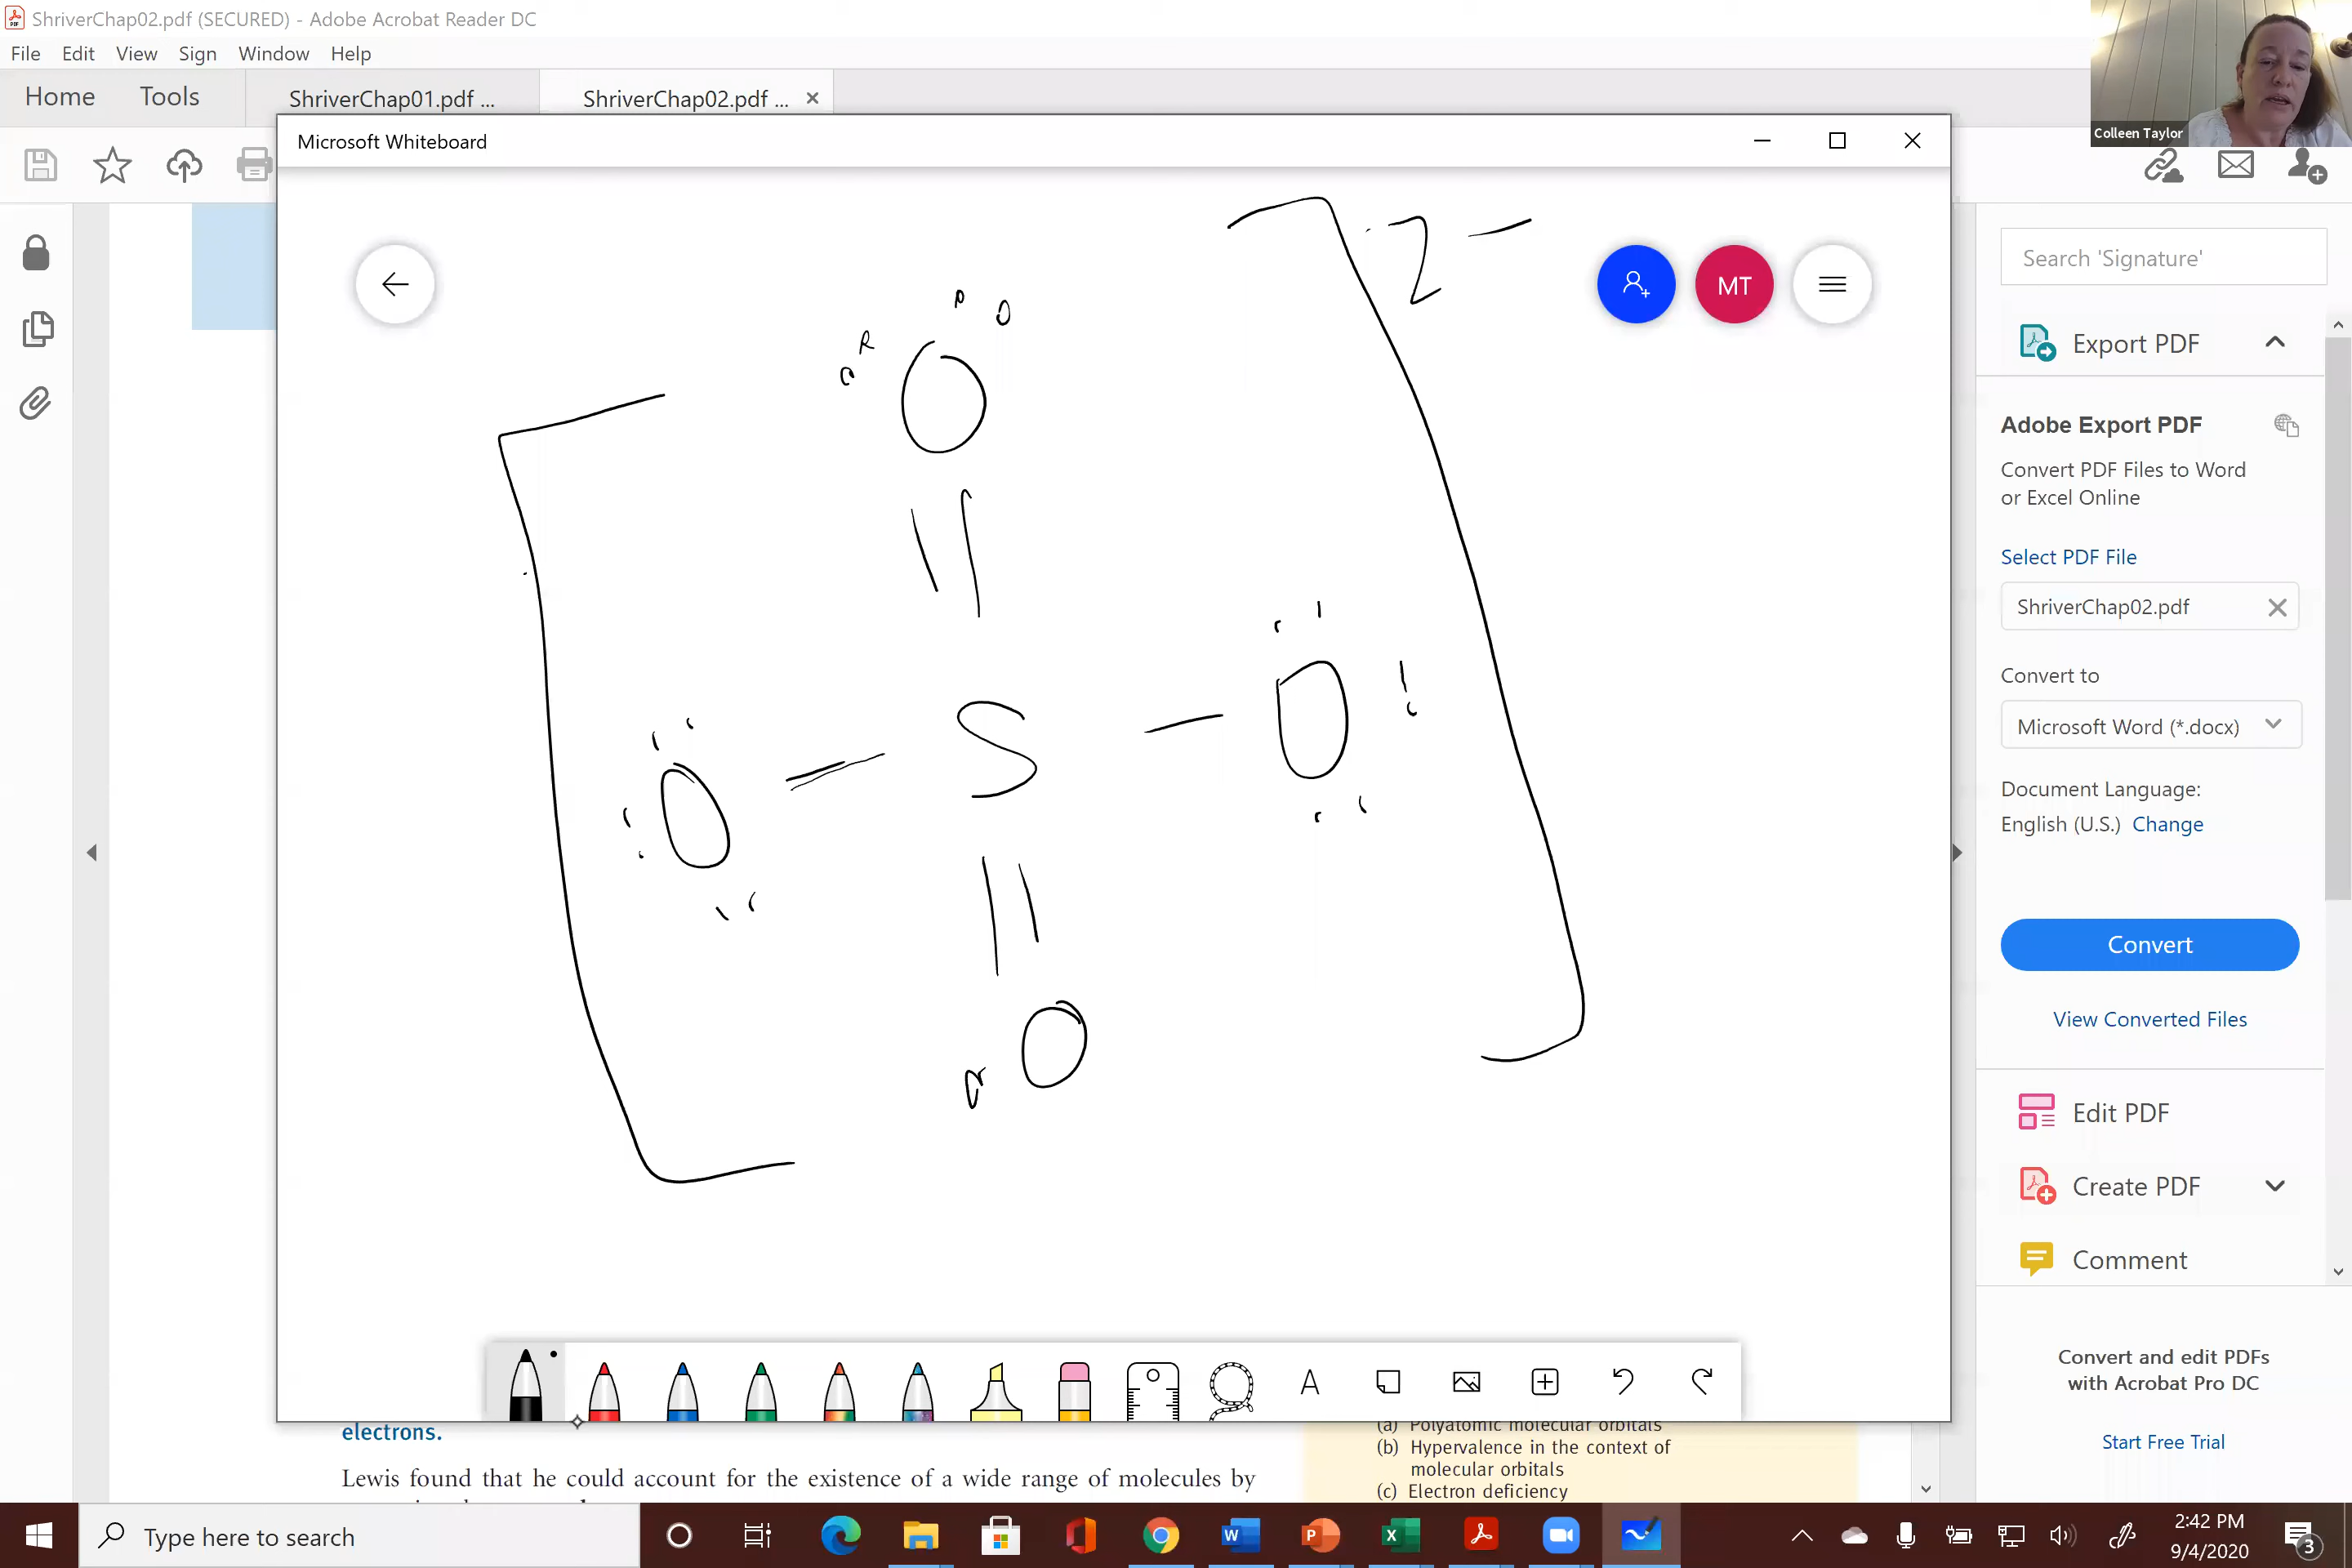 ShriverChap02.pdf (SECURED) - Adobe Acrobat Reader DC
File Edit View Sign Window Help
Home Tools ShriverChap01.pdf ... ShriverChap02.pdf ...
Colleen Taylor
Microsoft Whiteboard
2-
MT
O
O S O
O
Search 'Signature'
Export PDF
Adobe Export PDF
Convert PDF Files to Word
or Excel Online
Select PDF File
ShriverChap02.pdf
Convert to
Microsoft Word (*.docx)
Document Language:
English (U.S.) Change
Convert
View Converted Files
Edit PDF
Create PDF
Comment
Convert and edit PDFs
with Acrobat Pro DC
Start Free Trial
electrons.
Lewis found that he could account for the existence of a wide range of molecules by
(a) Polyatomic molecular orbitals
(b) Hypervalence in the context of
molecular orbitals
(c) Electron deficiency
Type here to search
2:42 PM
9/4/2020
3